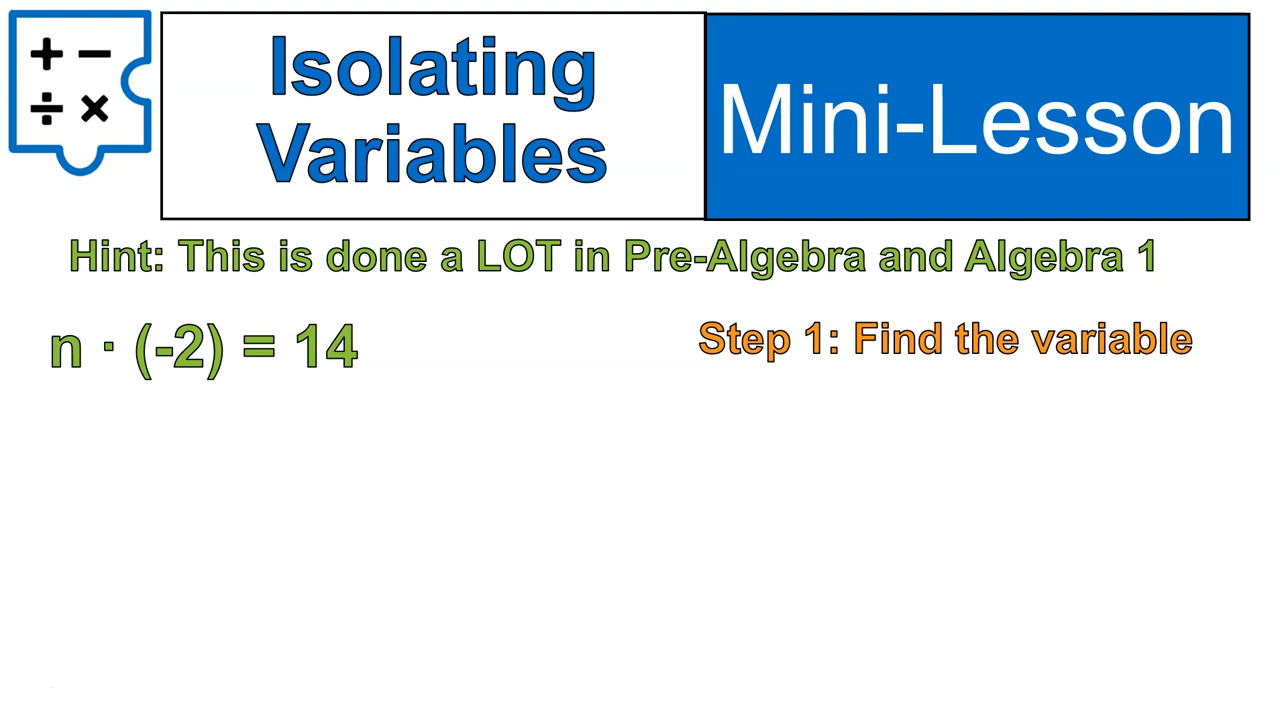 + −
÷ ×
Isolating
Variables
Mini-Lesson
Hint: This is done a LOT in Pre-Algebra and Algebra 1
n · (-2) = 14
Step 1: Find the variable